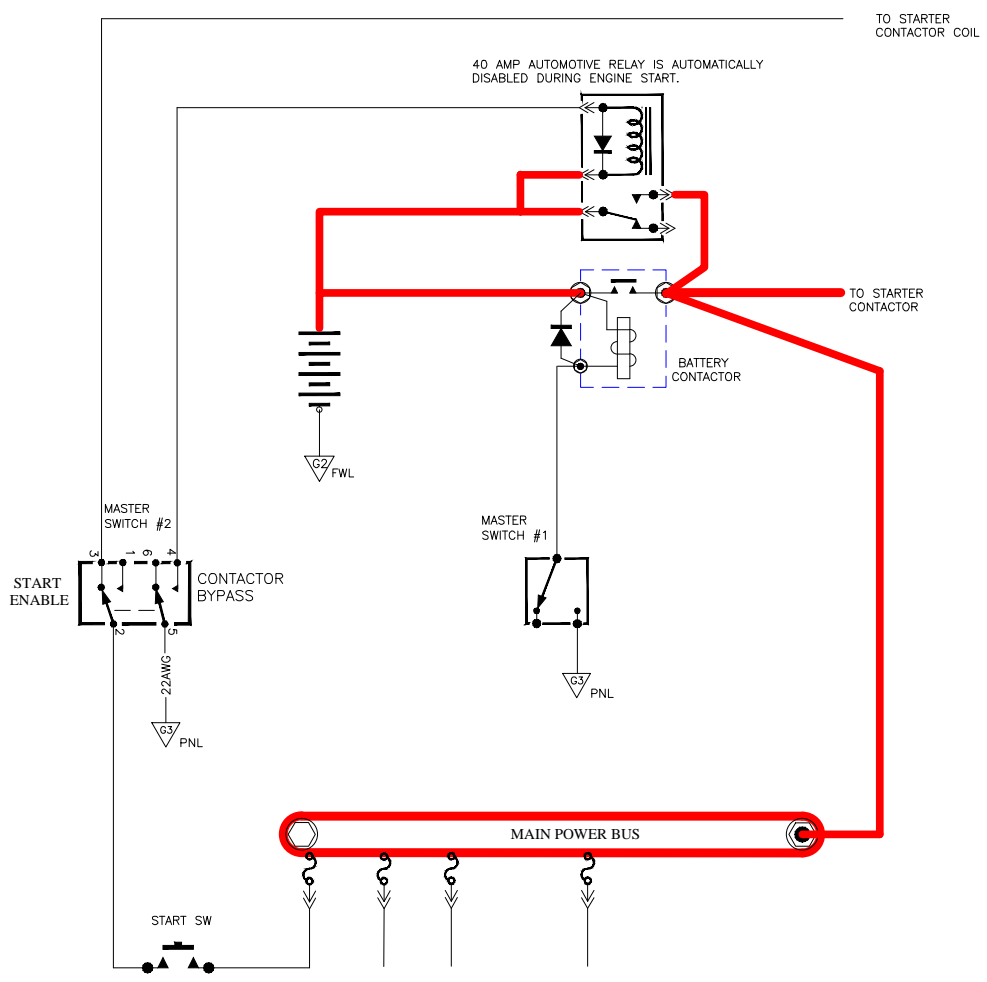 TO STARTER
CONTACTOR COIL
40 AMP AUTOMOTIVE RELAY IS AUTOMATICALLY
DISABLED DURING ENGINE START.
TO STARTER
CONTACTOR
BATTERY
CONTACTOR
G2
FWL
MASTER
SWITCH #2
MASTER
SWITCH #1
3
1
6
4
START
ENABLE
CONTACTOR
BYPASS
2
5
22AWG
G3
PNL
G3
PNL
MAIN POWER BUS
START SW